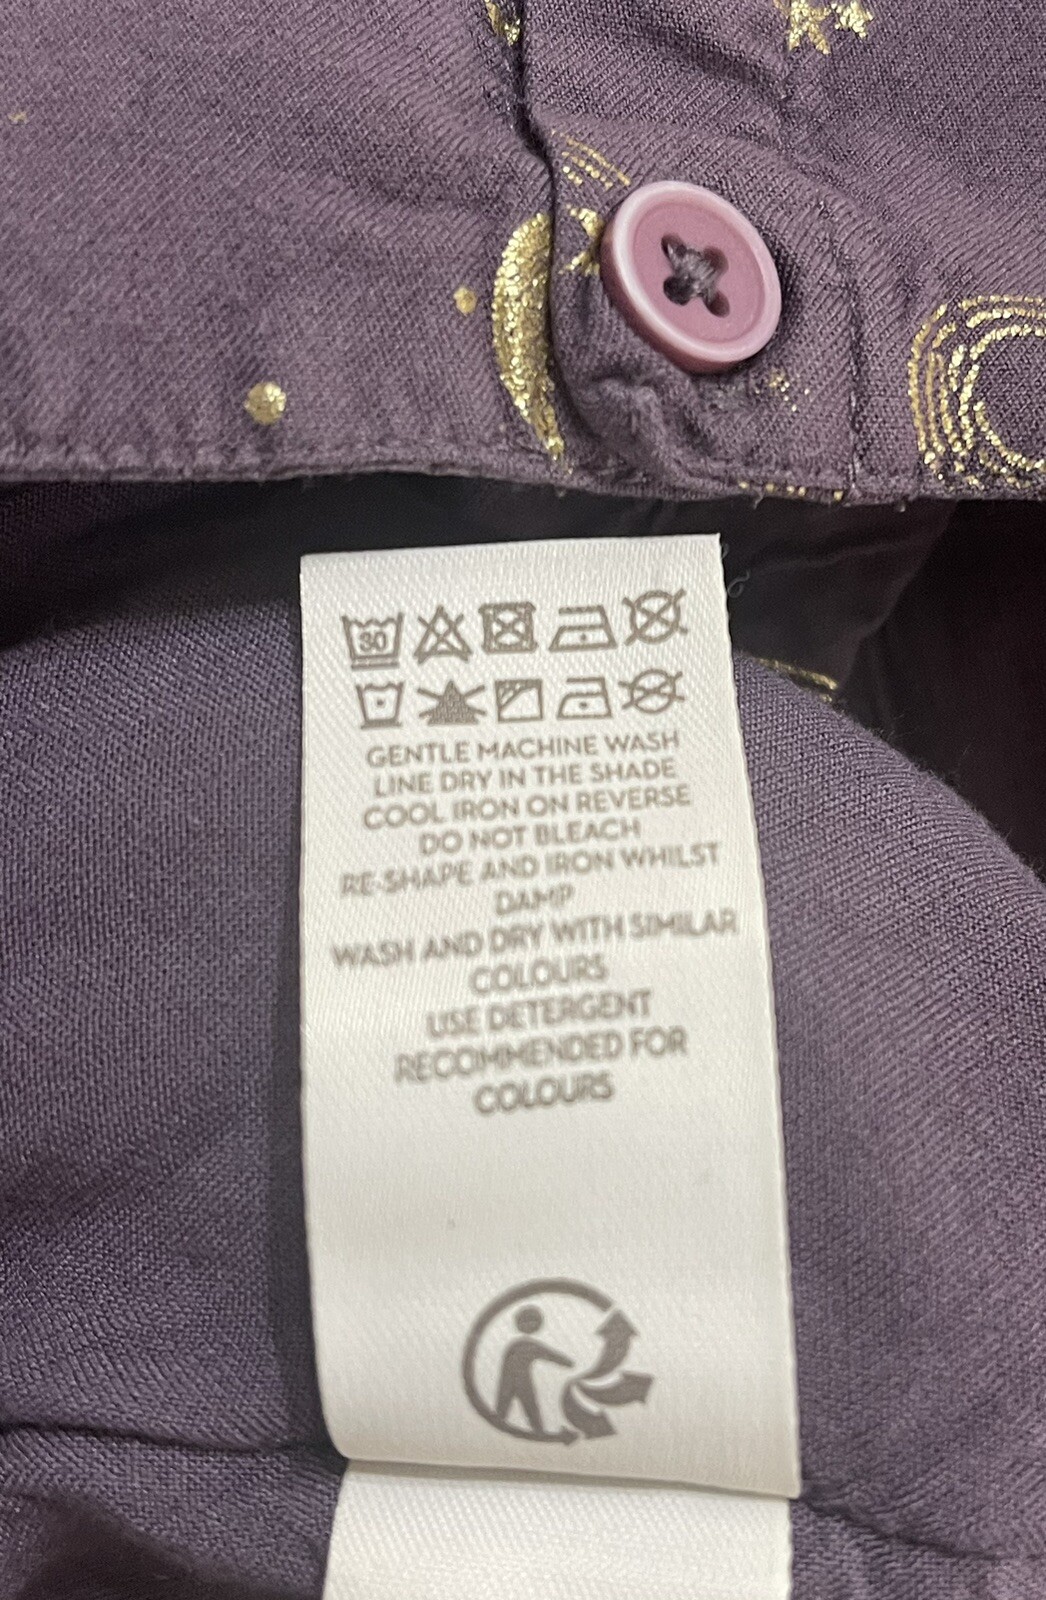 30
GENTLE MACHINE WASH
LINE DRY IN THE SHADE
COOL IRON ON REVERSE
DO NOT BLEACH
RE-SHAPE AND IRON WHILST
DAMP
WASH AND DRY WITH SIMILAR
COLOURS
USE DETERGENT
RECOMMENDED FOR
COLOURS